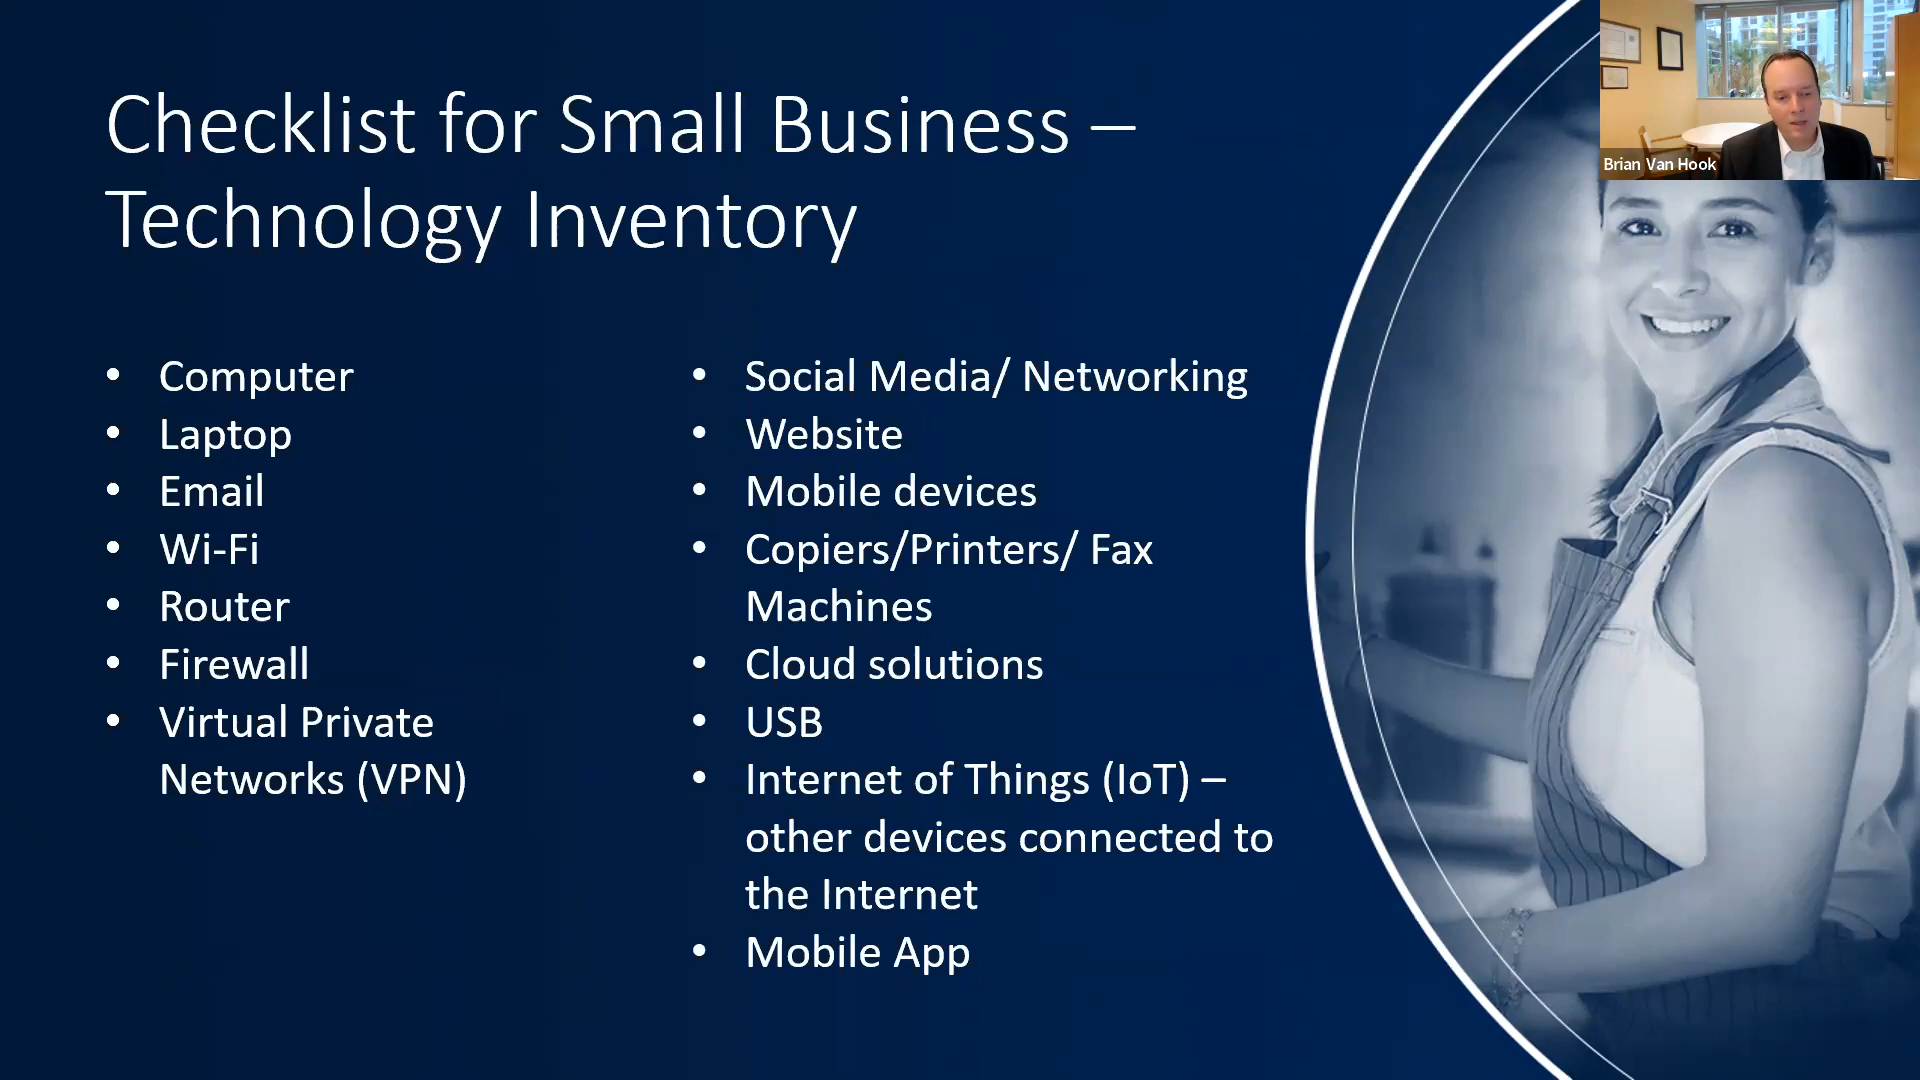 Checklist for Small Business –
Technology Inventory
• Computer
• Laptop
• Email
• Wi-Fi
• Router
• Firewall
• Virtual Private
Networks (VPN)
• Social Media/ Networking
• Website
• Mobile devices
• Copiers/Printers/ Fax
Machines
• Cloud solutions
• USB
• Internet of Things (IoT) –
other devices connected to
the Internet
• Mobile App
Brian Van Hook